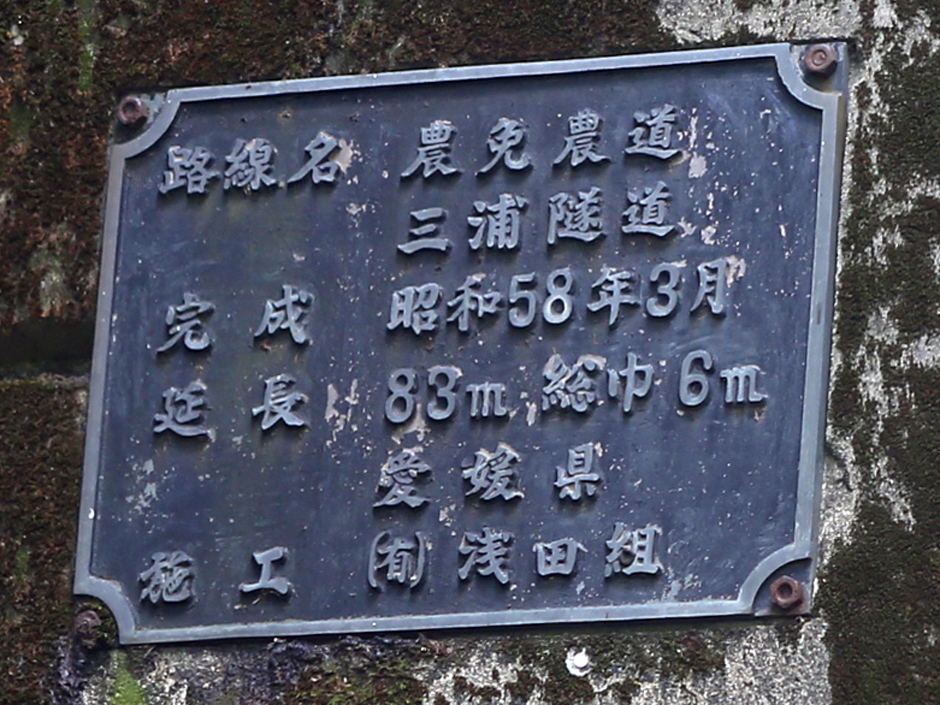 路線名 農免農道
三浦隧道
完成 昭和58年3月
延長 83m 総巾 6m
愛媛県
施工 ㈲浅田組